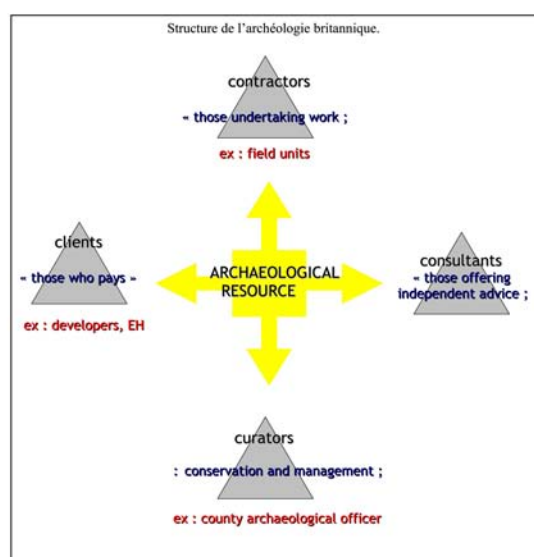 Structure de l'archéologie britannique.
contractors
« those undertaking work ;
ex : field units
clients
« those who pays »
ex : developers, EH
ARCHAEOLOGICAL
RESOURCE
consultants
« those offering
independent advice ;
curators
: conservation and management ;
ex : county archaeological officer